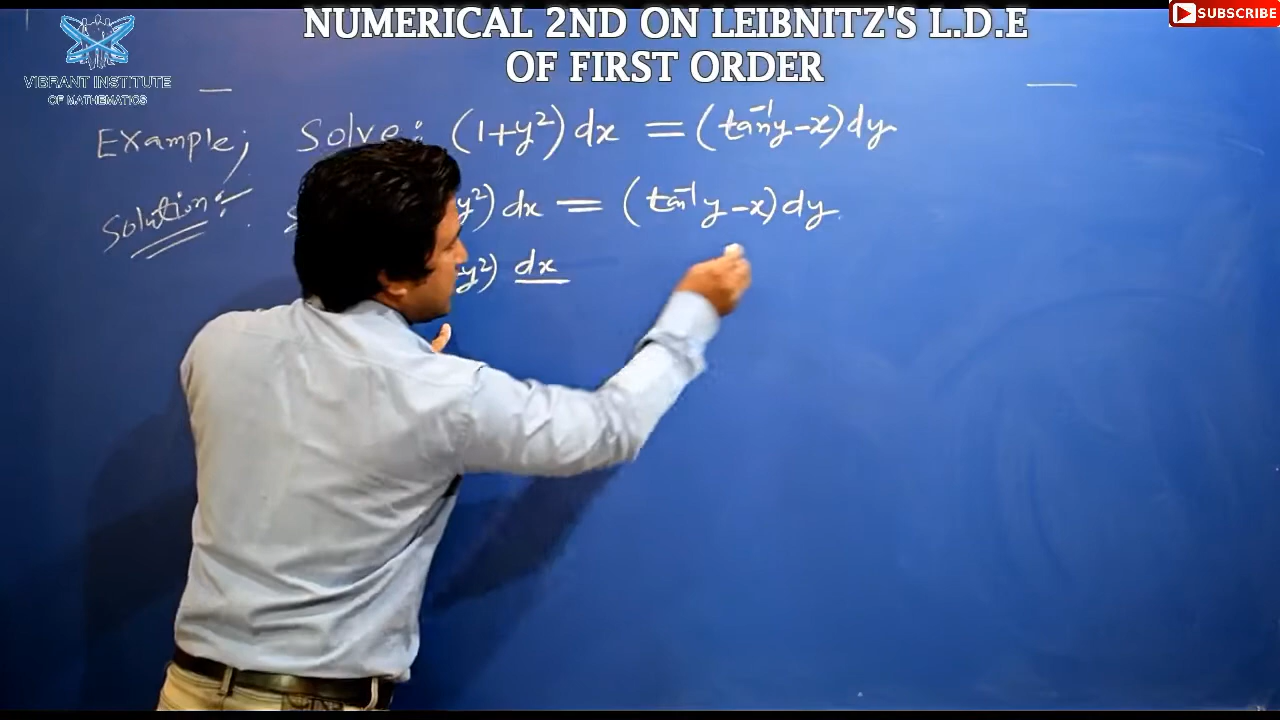 NUMERICAL 2ND ON LEIBNITZ'S L.D.E
OF FIRST ORDER
SUBSCRIBE
VIBRANT INSTITUTE
OF MATHEMATICS
Example; Solve: (1+y²) dx = (tan⁻¹y-x)dy
Solution:- y²) dx = (tan⁻¹y-x)dy
y²) dx